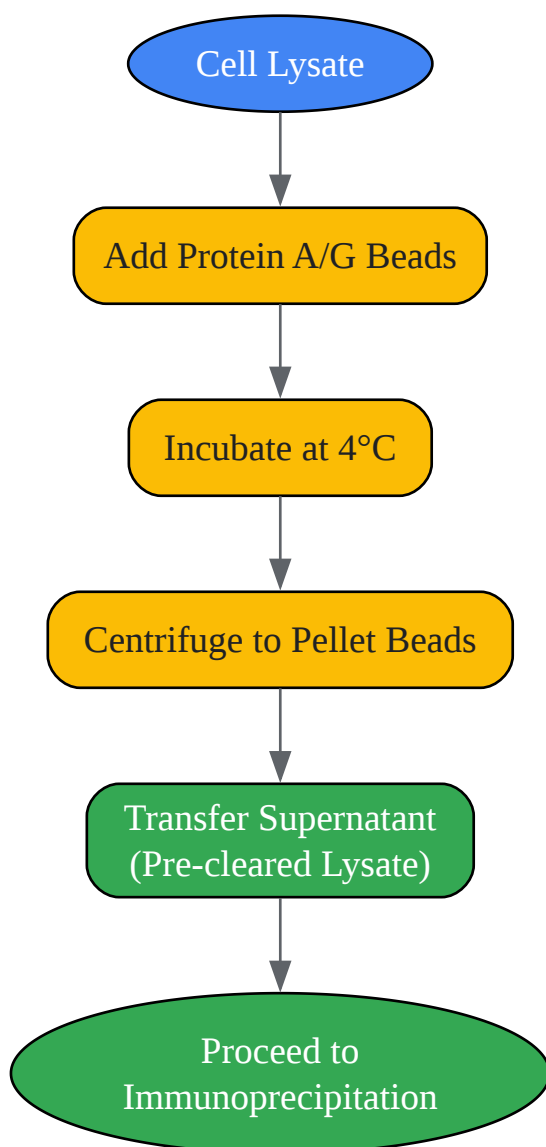 Cell Lysate
Add Protein A/G Beads
Incubate at 4°C
Centrifuge to Pellet Beads
Transfer Supernatant
(Pre-cleared Lysate)
Proceed to
Immunoprecipitation